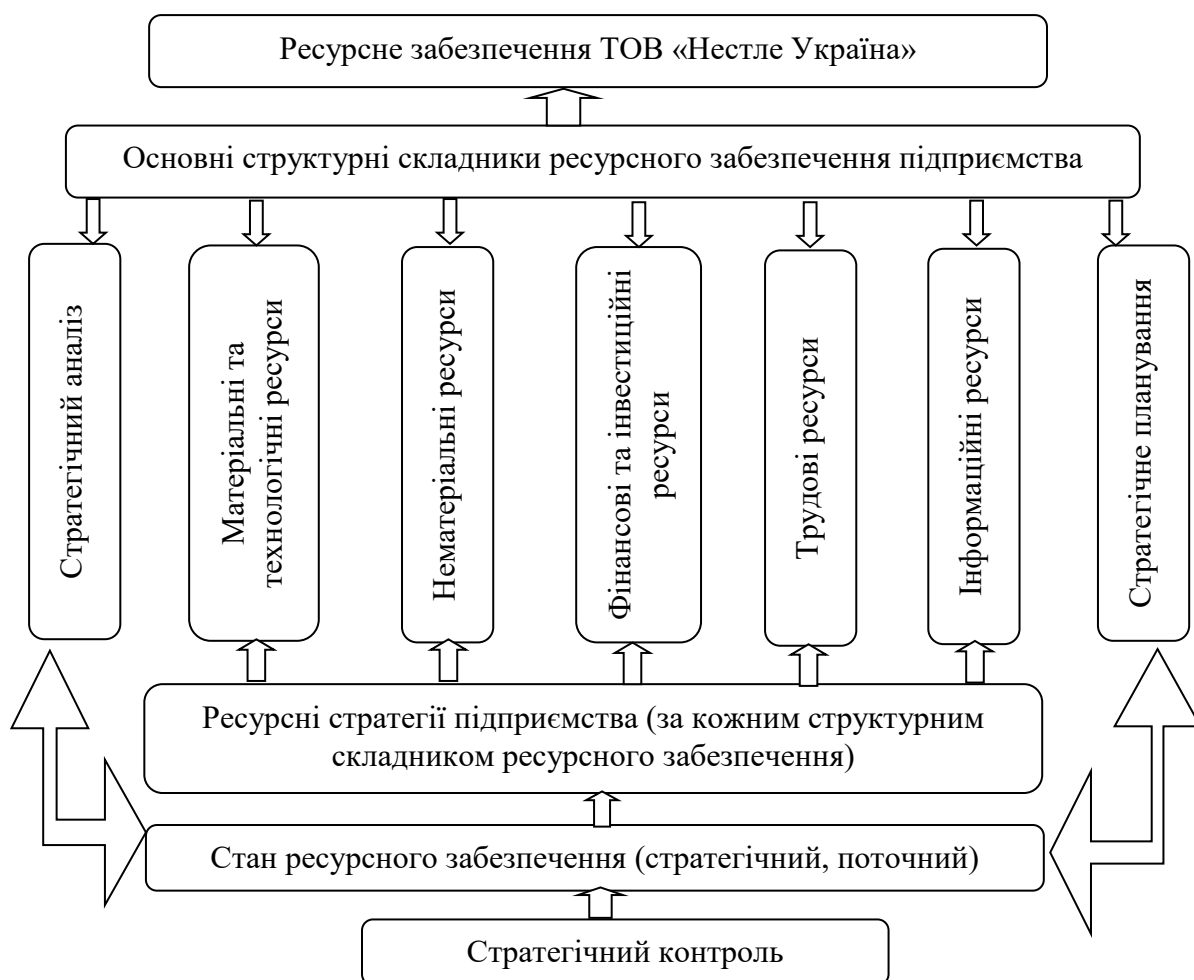 Ресурсне забезпечення ТОВ «Нестле Україна»
Основні структурні складники ресурсного забезпечення підприємства
Стратегічний аналіз
Матеріальні та
технологічні ресурси
Нематеріальні ресурси
Фінансові та інвестиційні
ресурси
Трудові ресурси
Інформаційні ресурси
Стратегічне планування
Ресурсні стратегії підприємства (за кожним структурним
складником ресурсного забезпечення)
Стан ресурсного забезпечення (стратегічний, поточний)
Стратегічний контроль